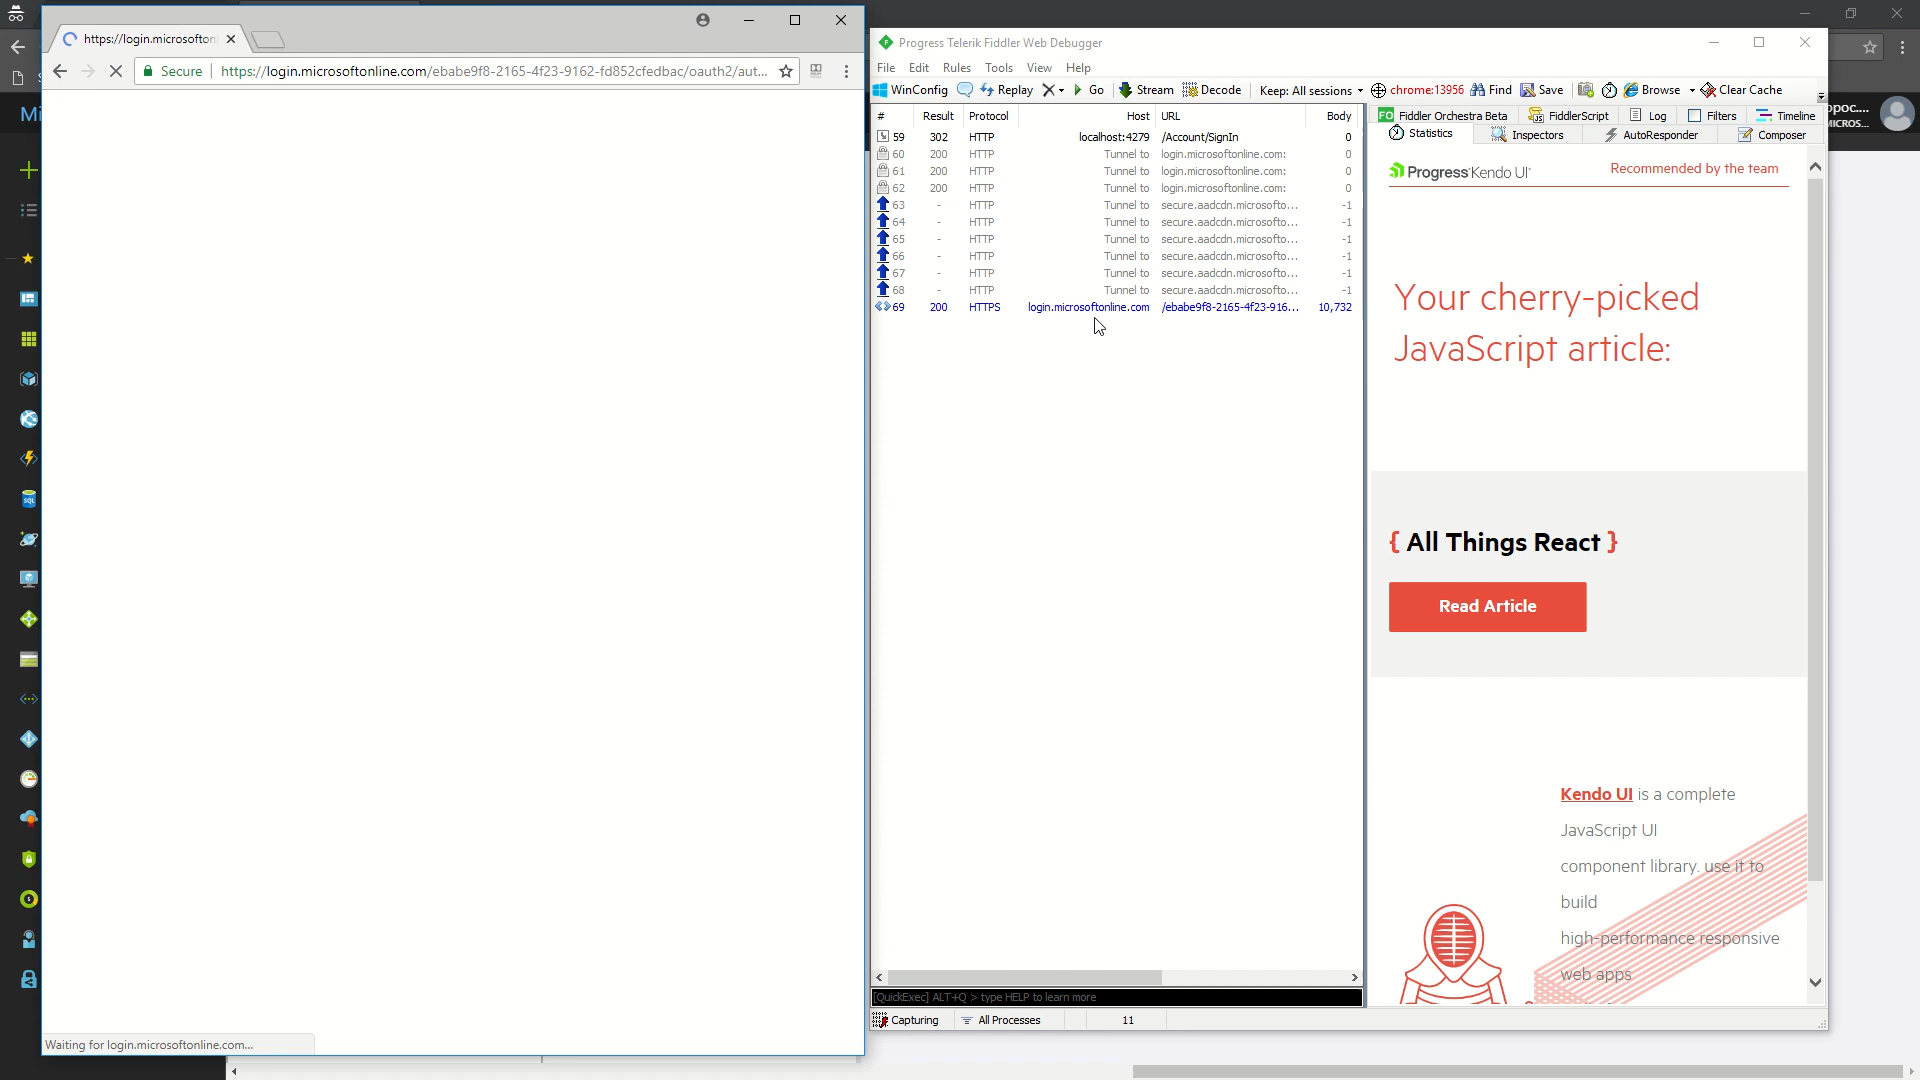 https://login.microsofton
Secure
https://login.microsoftonline.com/ebabe9f8-2165-4f23-9162-fd852cfedbac/oauth2/aut...
Mi
Waiting for login.microsoftonline.com...
Progress Telerik Fiddler Web Debugger
File Edit Rules Tools View Help
WinConfig Replay Go Stream Decode Keep: All sessions chrome:13956 Find Save Browse Clear Cache
# Result Protocol Host URL Body
59 302 HTTP localhost:4279 /Account/SignIn 0
60 200 HTTP Tunnel to login.microsoftonline.com: 0
61 200 HTTP Tunnel to login.microsoftonline.com: 0
62 200 HTTP Tunnel to login.microsoftonline.com: 0
63 - HTTP Tunnel to secure.aadcdn.microsofto... -1
64 - HTTP Tunnel to secure.aadcdn.microsofto... -1
65 - HTTP Tunnel to secure.aadcdn.microsofto... -1
66 - HTTP Tunnel to secure.aadcdn.microsofto... -1
67 - HTTP Tunnel to secure.aadcdn.microsofto... -1
68 - HTTP Tunnel to secure.aadcdn.microsofto... -1
69 200 HTTPS login.microsoftonline.com /ebabe9f8-2165-4f23-916... 10,732
[QuickExec] ALT+Q > type HELP to learn more
Capturing All Processes 11
FO Fiddler Orchestra Beta FiddlerScript Log Filters Timeline
Statistics Inspectors AutoResponder Composer
Progress Kendo UI
Recommended by the team
Your cherry-picked
JavaScript article:
{ All Things React }
Read Article
Kendo UI is a complete
JavaScript UI
component library. use it to
build
high-performance responsive
web apps
opoc....
MICROS...
SQL